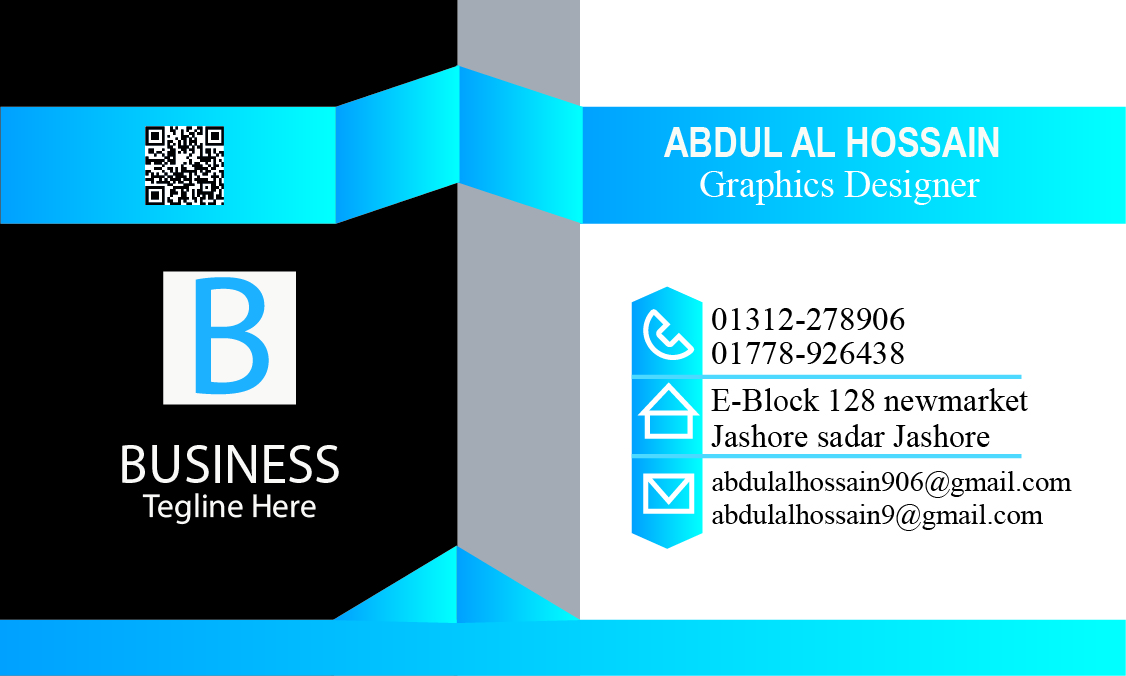 B
BUSINESS
Tegline Here
ABDUL AL HOSSAIN
Graphics Designer
01312-278906
01778-926438
E-Block 128 newmarket
Jashore sadar Jashore
abdulalhossain906@gmail.com
abdulalhossain9@gmail.com